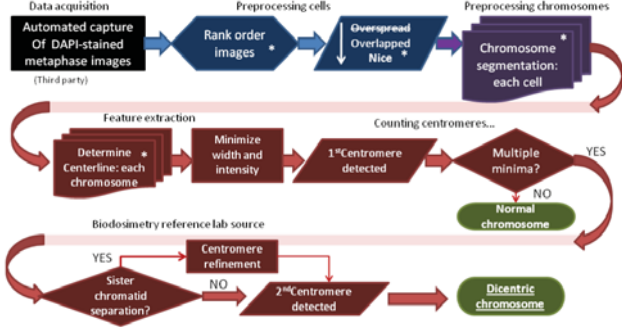 Data acquisition
Preprocessing cells
Preprocessing chromosomes
Automated capture
Of DAPI-stained
metaphase images
(Third party)
Rank order
images *
Overspread
Overlapped
Nice *
Chromosome *
segmentation:
each cell
Feature extraction
Counting centromeres...
Determine *
Centerline: each
chromosome
Minimize
width and
intensity
1stCentromere
detected
Multiple
minima?
YES
NO
Normal
chromosome
Biodosimetry reference lab source
YES
Centromere
refinement
Sister
chromatid
separation?
NO
2ndCentromere
detected
Dicentric
chromosome